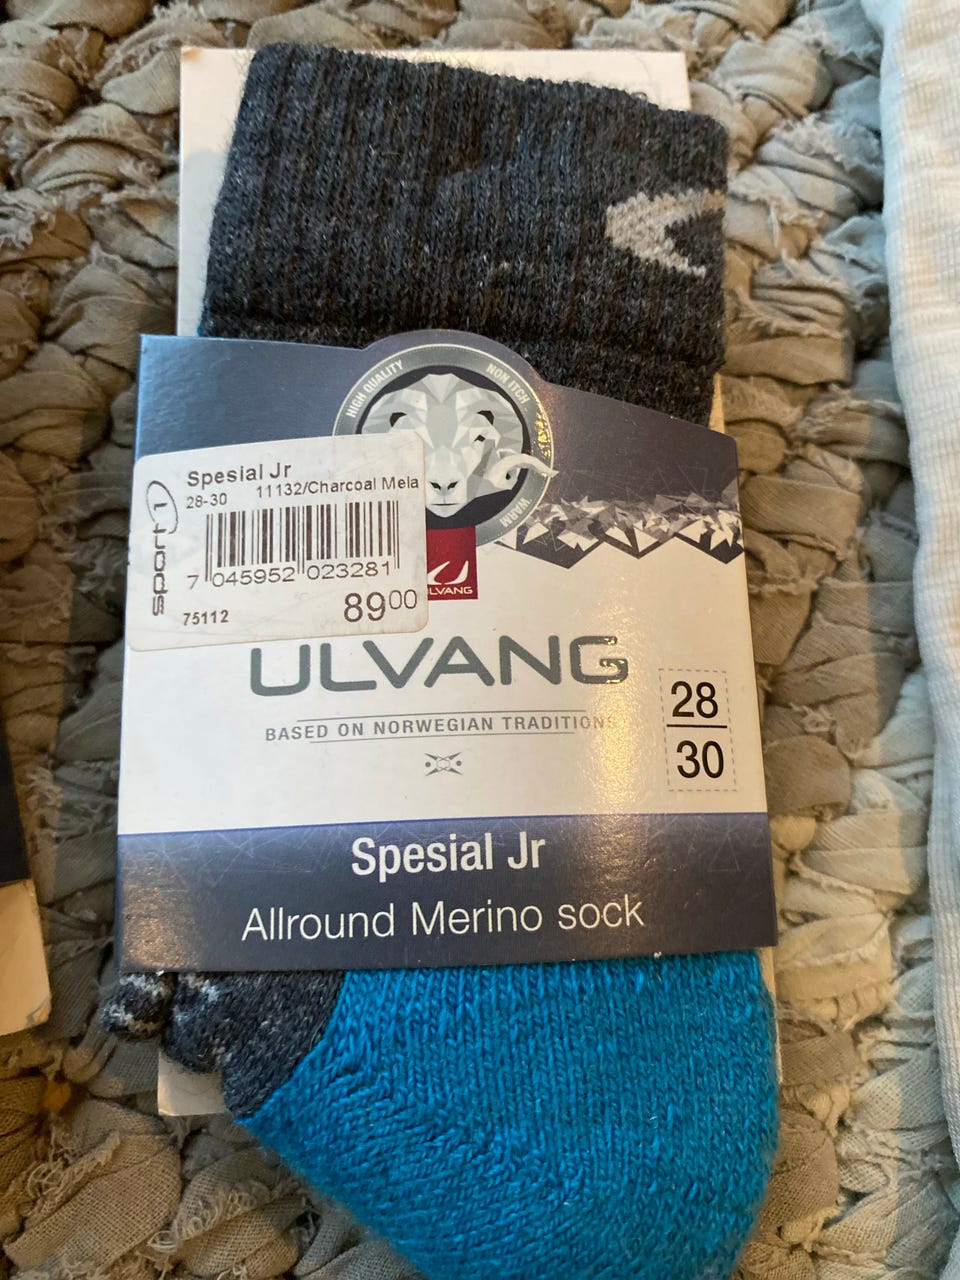 HIGH QUALITY
NON ITCH
WARM
Spesial Jr
28-30 11132/Charcoal Mela
sport 1
7 045952 023281
75112
89 00
ULVANG
ULVANG
BASED ON NORWEGIAN TRADITIONS
28
30
Spesial Jr
Allround Merino sock